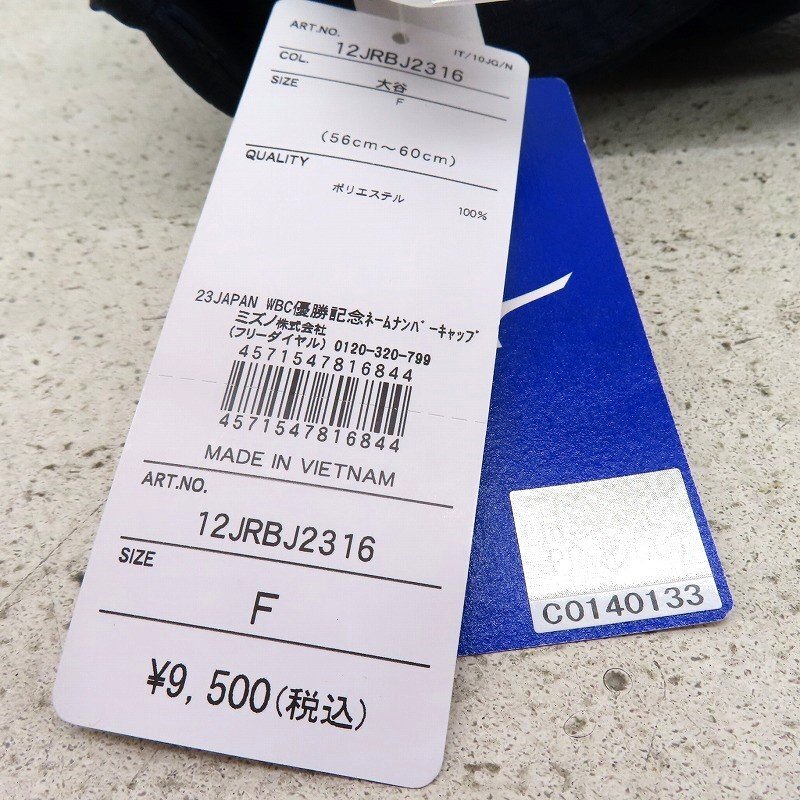 ART.NO.
12JRBJ2316 IT/10JG/N
COL. 大谷
SIZE F
(56cm～60cm)
QUALITY
ポリエステル 100%
23JAPAN WBC優勝記念ネームナンバーキャップ
ミズノ株式会社
(フリーダイヤル) 0120-320-799
4571547816844
4571547816844
MADE IN VIETNAM
ART.NO.
12JRBJ2316
SIZE
F
¥9,500(税込)
C0140133